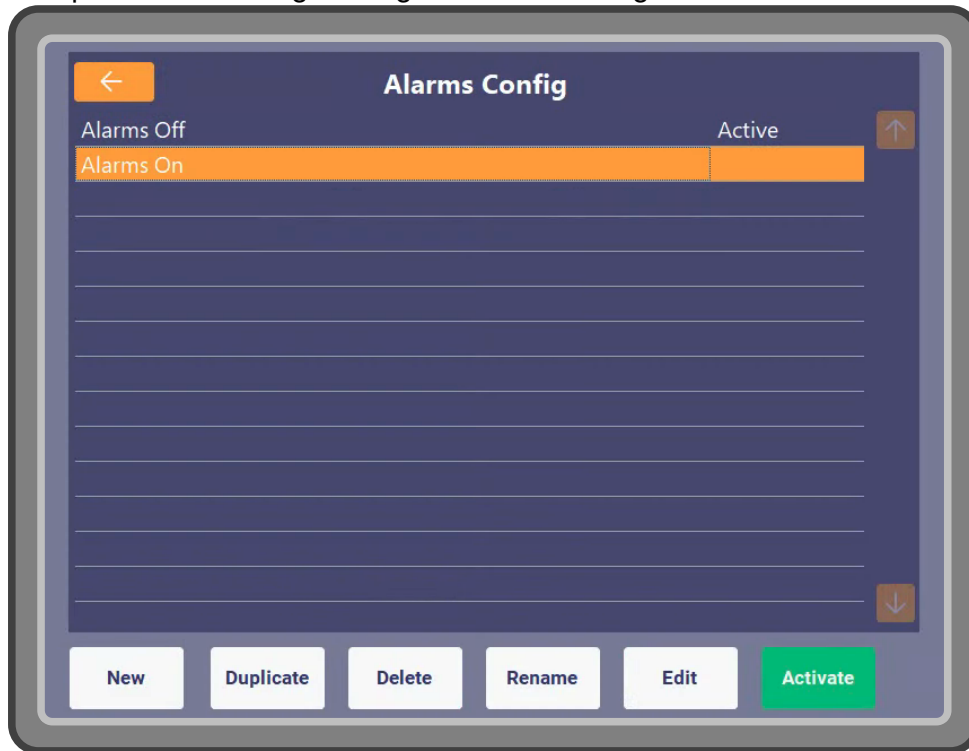 Alarms Config
Alarms Off Active
Alarms On
New Duplicate Delete Rename Edit Activate